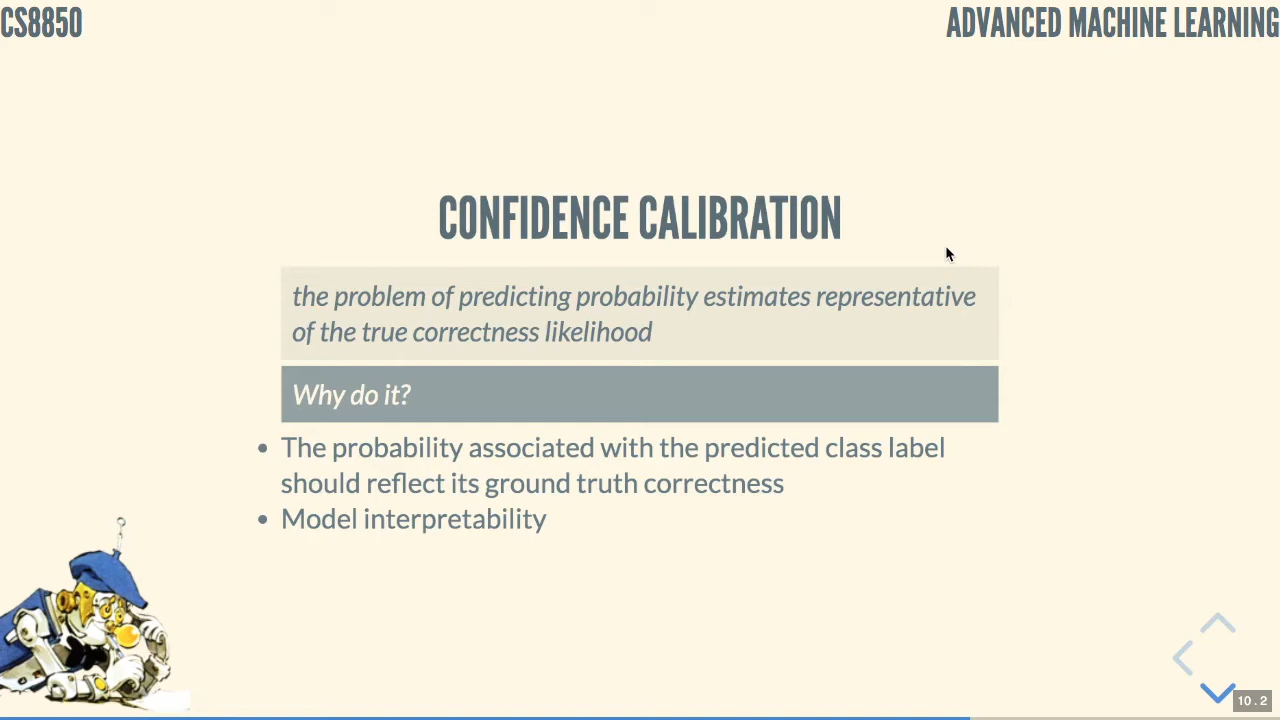 CS8850
ADVANCED MACHINE LEARNING
CONFIDENCE CALIBRATION
the problem of predicting probability estimates representative
of the true correctness likelihood
Why do it?
• The probability associated with the predicted class label
should reflect its ground truth correctness
• Model interpretability
10.2